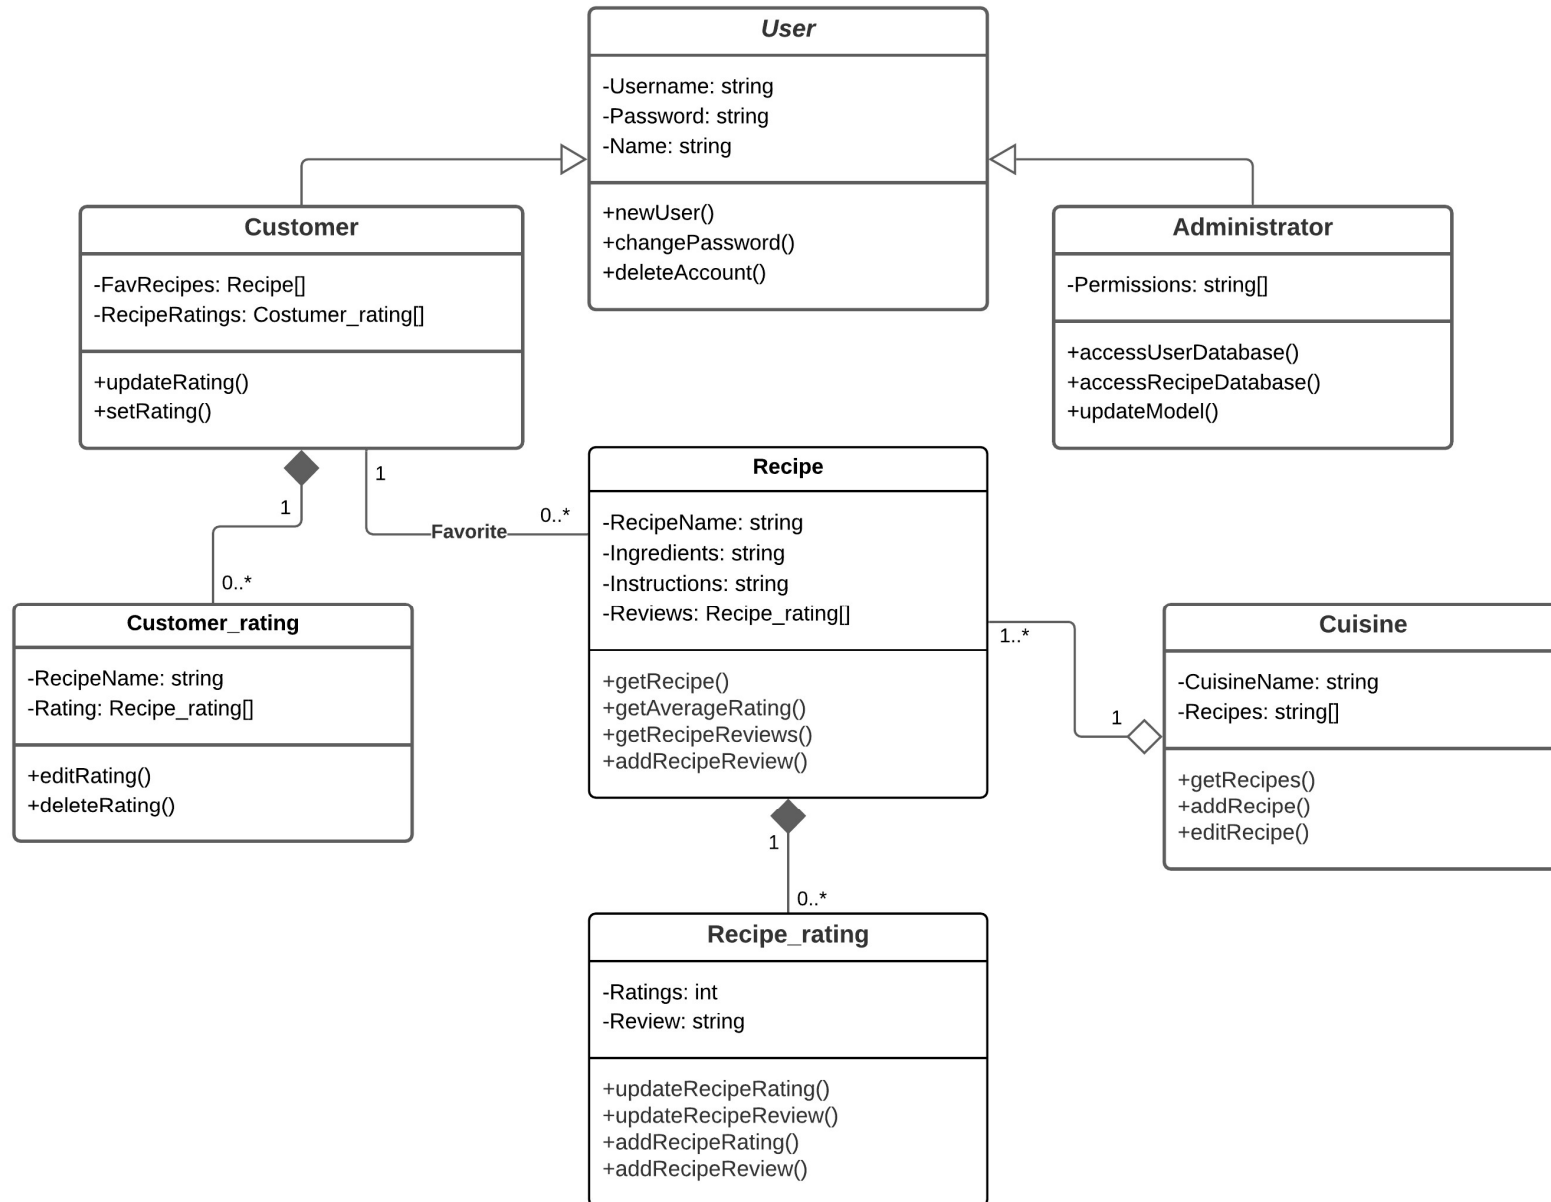 User
-Username: string
-Password: string
-Name: string
+newUser()
+changePassword()
+deleteAccount()
Customer
-FavRecipes: Recipe[]
-RecipeRatings: Costumer_rating[]
+updateRating()
+setRating()
Administrator
-Permissions: string[]
+accessUserDatabase()
+accessRecipeDatabase()
+updateModel()
1
0..*
1
Favorite
0..*
Recipe
-RecipeName: string
-Ingredients: string
-Instructions: string
-Reviews: Recipe_rating[]
+getRecipe()
+getAverageRating()
+getRecipeReviews()
+addRecipeReview()
Customer_rating
-RecipeName: string
-Rating: Recipe_rating[]
+editRating()
+deleteRating()
1..*
1
Cuisine
-CuisineName: string
-Recipes: string[]
+getRecipes()
+addRecipe()
+editRecipe()
1
0..*
Recipe_rating
-Ratings: int
-Review: string
+updateRecipeRating()
+updateRecipeReview()
+addRecipeRating()
+addRecipeReview()